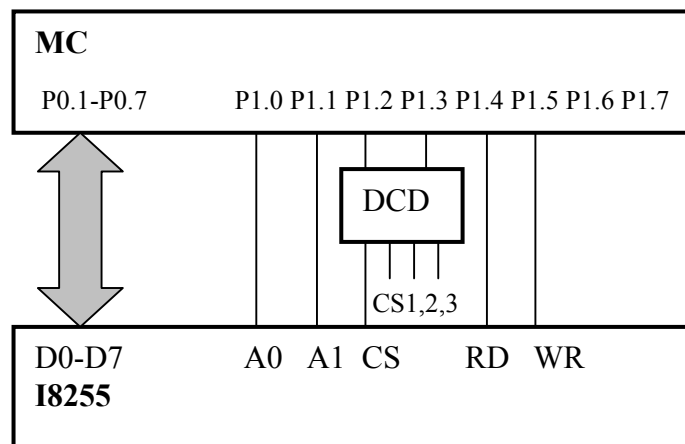 MC
P0.1-P0.7 P1.0 P1.1 P1.2 P1.3 P1.4 P1.5 P1.6 P1.7
DCD
CS1,2,3
D0-D7 A0 A1 CS RD WR
I8255